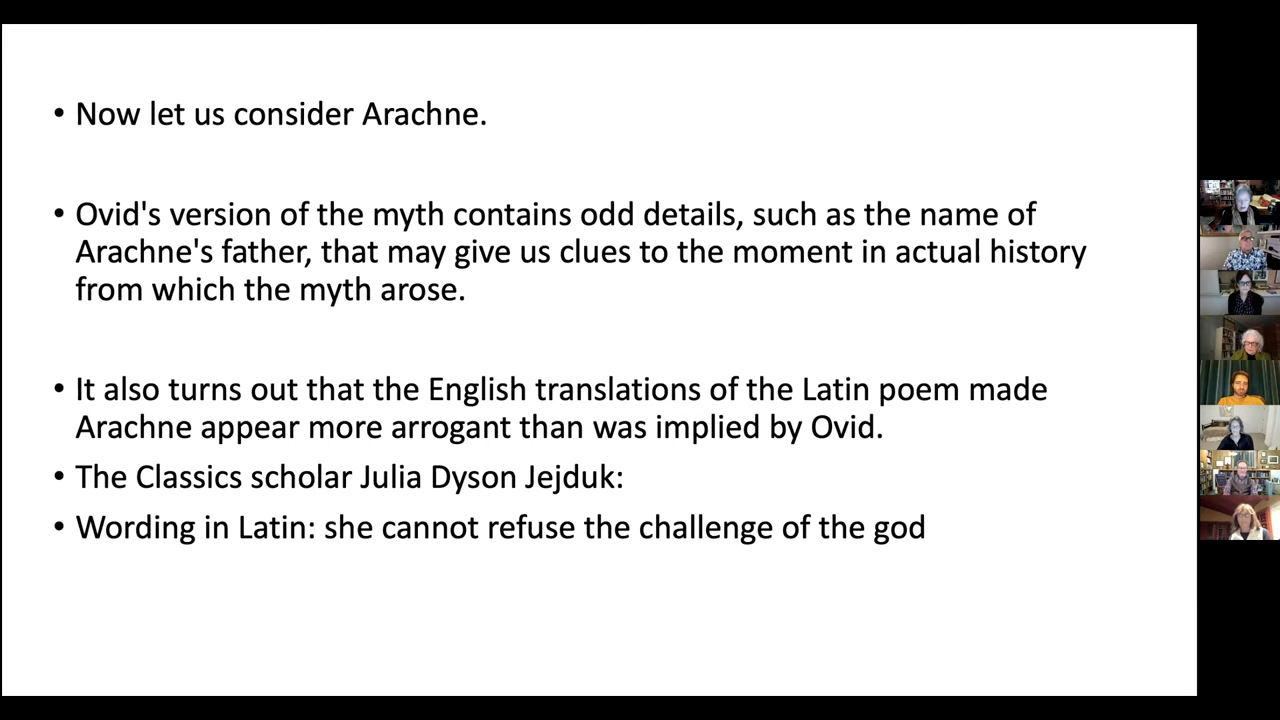 • Now let us consider Arachne.
• Ovid's version of the myth contains odd details, such as the name of
Arachne's father, that may give us clues to the moment in actual history
from which the myth arose.
• It also turns out that the English translations of the Latin poem made
Arachne appear more arrogant than was implied by Ovid.
• The Classics scholar Julia Dyson Jejduk:
• Wording in Latin: she cannot refuse the challenge of the god